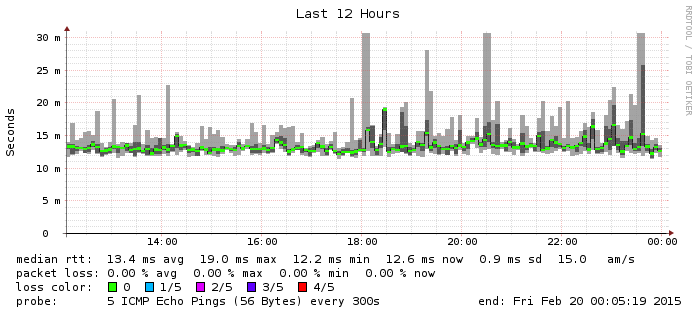 Last 12 Hours
RRDTOOL / TOBI OETIKER
Seconds
30 m
25 m
20 m
15 m
10 m
5 m
0
14:00 16:00 18:00 20:00 22:00 00:00
median rtt: 13.4 ms avg 19.0 ms max 12.2 ms min 12.6 ms now 0.9 ms sd 15.0 am/s
packet loss: 0.00 % avg 0.00 % max 0.00 % min 0.00 % now
loss color: 0 1/5 2/5 3/5 4/5
probe: 5 ICMP Echo Pings (56 Bytes) every 300s end: Fri Feb 20 00:05:19 2015